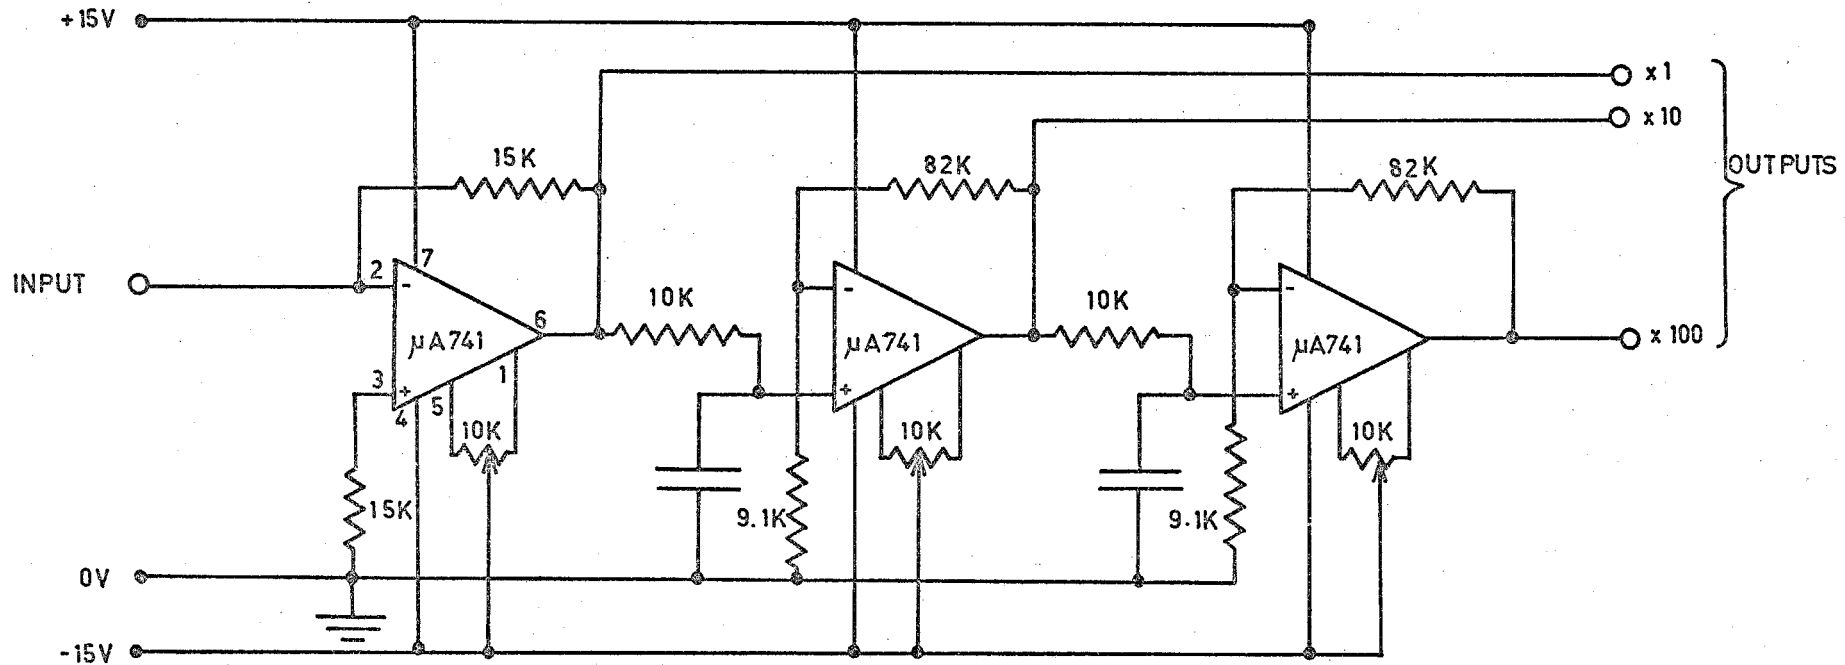 +15V
x 1
x 10
OUTPUTS
15K
82K
82K
INPUT
2
7
-
-
-
10K
10K
6
μA741
μA741
μA741
x 100
1
3
+
+
+
4
5
10K
10K
10K
15K
9.1K
9.1K
0V
-15V